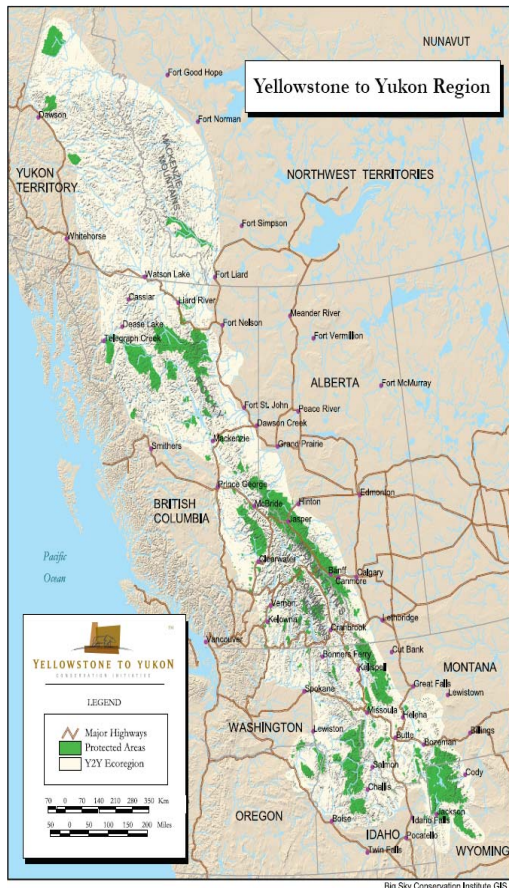 NUNAVUT
Fort Good Hope
Yellowstone to Yukon Region
Dawson
Fort Norman
MACKENZIE
MOUNTAINS
YUKON
TERRITORY
NORTHWEST TERRITORIES
Fort Simpson
Whitehorse
Watson Lake
Fort Liard
Cassiar
Liard River
Meander River
Dease Lake
Fort Nelson
Fort Vermillion
Telegraph Creek
ALBERTA
Fort McMurray
Fort St. John
Peace River
Dawson Creek
Mackenzie
Smithers
Grand Prairie
Prince George
Edmonton
BRITISH
COLUMBIA
McBride
Hinton
Jasper
Pacific
Ocean
Clearwater
Banff
Calgary
Canmore
Vernon
Kelowna
Lethbridge
Cranbrook
Vancouver
Bonners Ferry
Cut Bank
Kalispell
MONTANA
Great Falls
Spokane
Lewistown
Missoula
Helena
WASHINGTON
Lewiston
Butte
Billings
Bozeman
Salmon
Cody
Challis
OREGON
Jackson
Boise
Idaho Falls
IDAHO
Pocatello
Twin Falls
WYOMING
YELLOWSTONE TO YUKON
CONSERVATION INITIATIVE
LEGEND
Major Highways
Protected Areas
Y2Y Ecoregion
70 0 70 140 210 280 350 Km
50 0 50 100 150 200 Miles
Big Sky Conservation Institute GIS